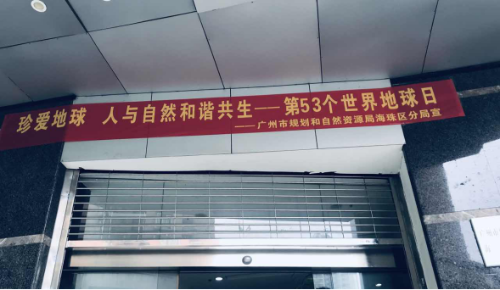 珍爱地球 人与自然和谐共生——第53个世界地球日
——广州市规划和自然资源局海珠区分局宣